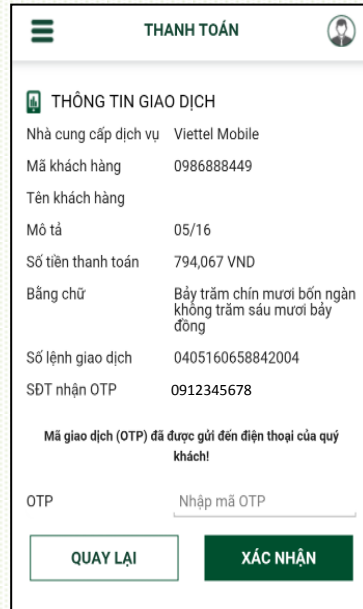 THANH TOÁN
THÔNG TIN GIAO DỊCH
Nhà cung cấp dịch vụ Viettel Mobile
Mã khách hàng 0986888449
Tên khách hàng
Mô tả 05/16
Số tiền thanh toán 794,067 VND
Bằng chữ Bảy trăm chín mươi bốn ngàn
không trăm sáu mươi bảy
đồng
Số lệnh giao dịch 0405160658842004
SĐT nhận OTP 0912345678
Mã giao dịch (OTP) đã được gửi đến điện thoại của quý
khách!
OTP Nhập mã OTP
QUAY LẠI XÁC NHẬN